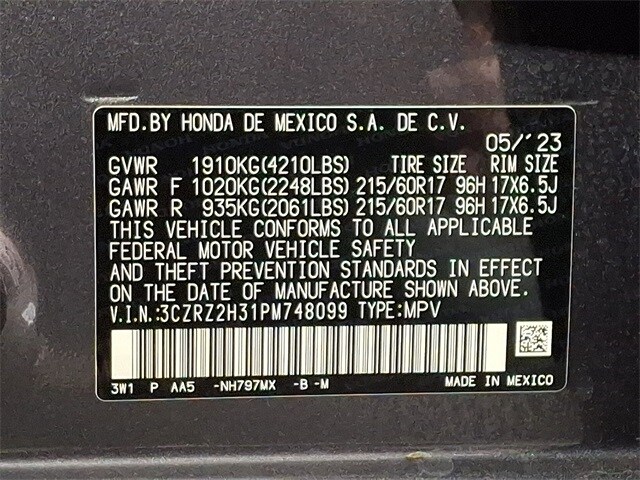 MFD.BY HONDA DE MEXICO S.A. DE C.V.
05/'23
GVWR 1910KG(4210LBS) TIRE SIZE RIM SIZE
GAWR F 1020KG(2248LBS) 215/60R17 96H 17X6.5J
GAWR R 935KG(2061LBS) 215/60R17 96H 17X6.5J
THIS VEHICLE CONFORMS TO ALL APPLICABLE
FEDERAL MOTOR VEHICLE SAFETY
AND THEFT PREVENTION STANDARDS IN EFFECT
ON THE DATE OF MANUFACTURE SHOWN ABOVE.
V.I.N.:3CZRZ2H31PM748099 TYPE:MPV
3W1 P AA5 -NH797MX -B -M MADE IN MEXICO